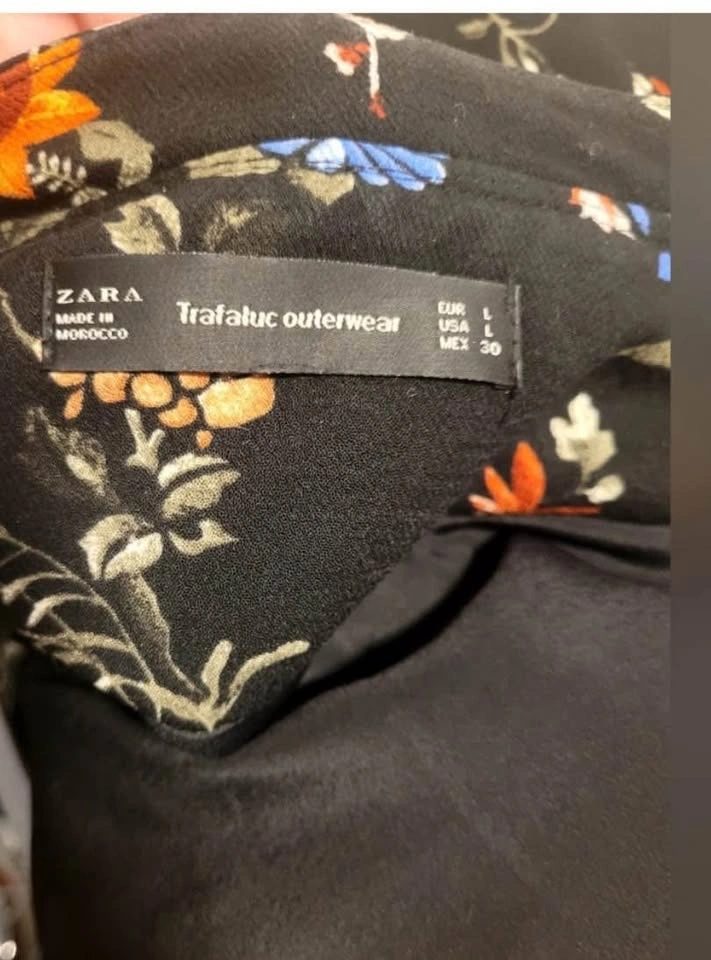 ZARA
MADE IN
MOROCCO
Trafaluc outerwear
EUR L
USA L
MEX 30